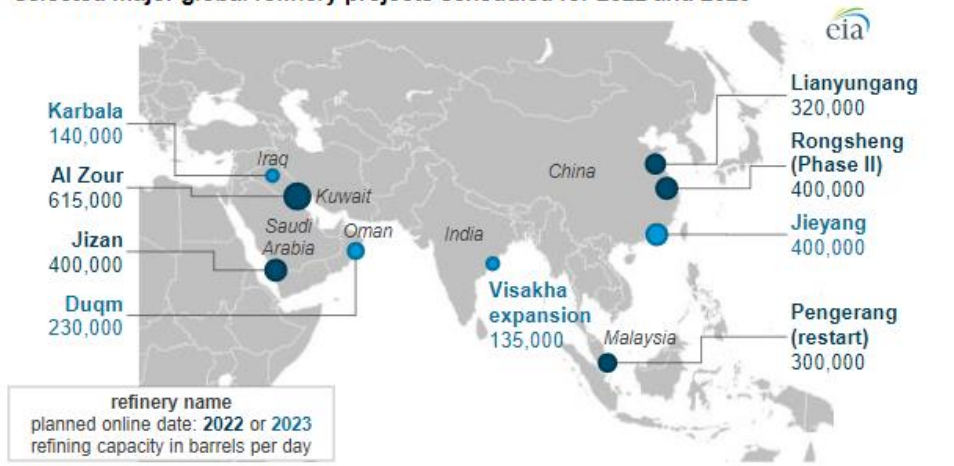 eia
Karbala
140,000
Al Zour
615,000
Jizan
400,000
Duqm
230,000
Iraq
Kuwait
Saudi
Arabia
Oman
India
China
Visakha
expansion
135,000
Malaysia
Lianyungang
320,000
Rongsheng
(Phase II)
400,000
Jieyang
400,000
Pengerang
(restart)
300,000
refinery name
planned online date: 2022 or 2023
refining capacity in barrels per day